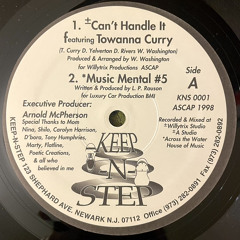 1. ±Can't Handle It
featuring Towanna Curry
(T. Curry D. Yalverton D. Rivers W. Washington)
Produced & Arranged by W. Washington
for Willytrix Productions ASCAP
2. *Music Mental #5
Written & Produced by L. P. Rauson
for Luxury Car Production BMI
Side
A
KNS 0001
ASCAP 1998
Executive Producer:
Arnold McPherson
Special Thanks to Mom
Nina, Shilo, Carolyn Harrison,
D'bora, Tony Humphries,
Marty, Flatline,
Poetic Creations,
& all who
believed in me
Recorded & Mixed at
±Willytrix Studio
±A Studio
*Across the Water
House of Music
KEEP
-N-
STEP
KEEP-N-STEP 123 SHEPHARD AVE. NEWARK N.J. 07112 Office (973) 282-0891 Fax (973) 282-0892